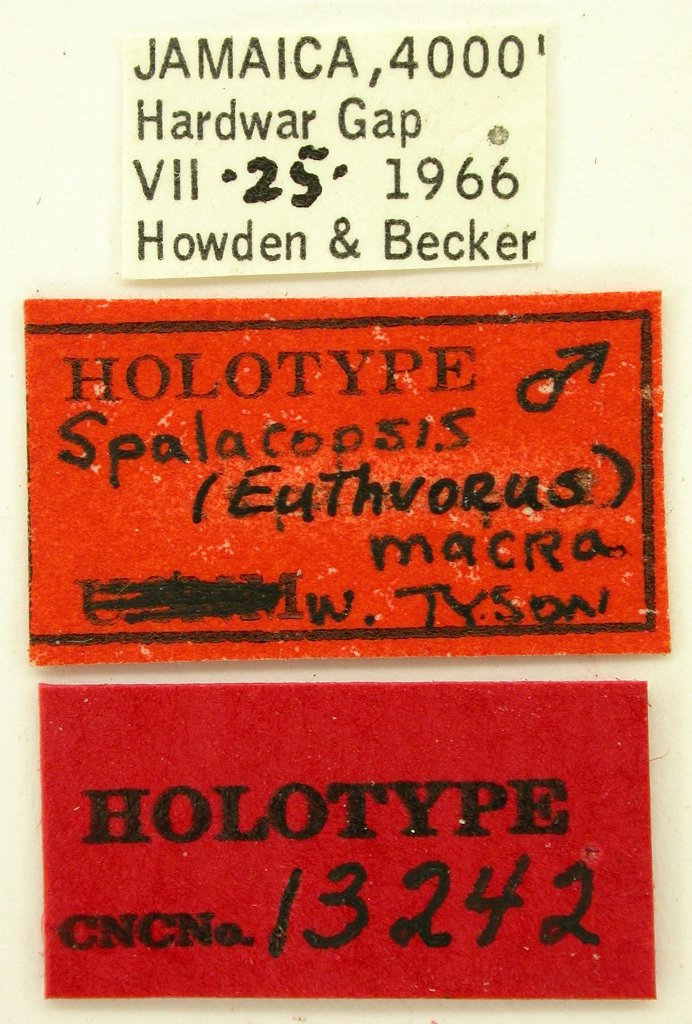 JAMAICA, 4000'
Hardwar Gap
VII ·25· 1966
Howden & Becker
HOLOTYPE ♂
Spalacopsis
(Euthvorus)
macra
W. TYSON
HOLOTYPE
CNCNo. 13242